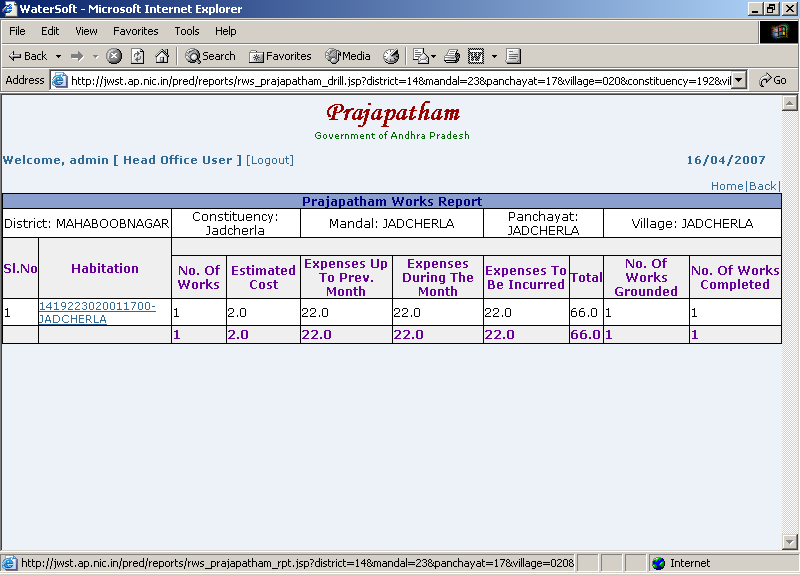 WaterSoft - Microsoft Internet Explorer
File Edit View Favorites Tools Help
Back Search Favorites Media
Address http://jwst.ap.nic.in/pred/reports/rws_prajapatham_drill.jsp?district=14&mandal=23&panchayat=17&village=020&constituency=192&vil Go
Prajapatham
Government of Andhra Pradesh
Welcome, admin [ Head Office User ] [Logout] 16/04/2007
Home|Back|
Prajapatham Works Report
District: MAHABOOBNAGAR Constituency: Jadcherla Mandal: JADCHERLA Panchayat: JADCHERLA Village: JADCHERLA
Sl.No Habitation No. Of Works Estimated Cost Expenses Up To Prev. Month Expenses During The Month Expenses To Be Incurred Total No. Of Works Grounded No. Of Works Completed
1 1419223020011700-JADCHERLA 1 2.0 22.0 22.0 22.0 66.0 1 1
1 2.0 22.0 22.0 22.0 66.0 1 1
http://jwst.ap.nic.in/pred/reports/rws_prajapatham_rpt.jsp?district=14&mandal=23&panchayat=17&village=0208 Internet